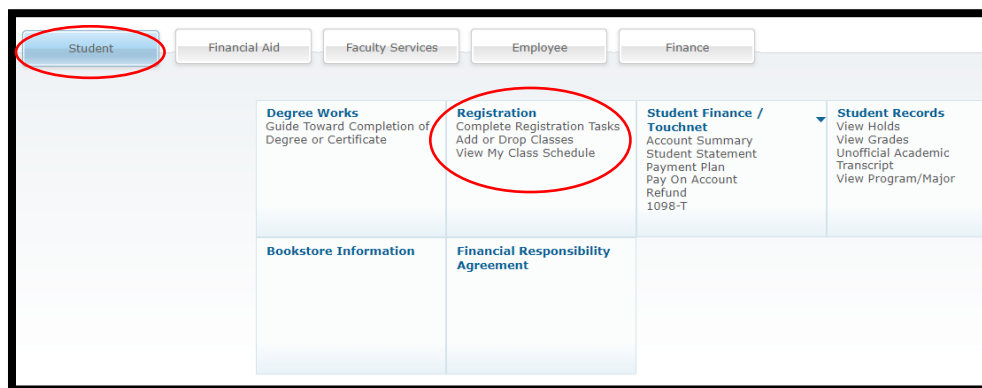 Student
Financial Aid
Faculty Services
Employee
Finance
Degree Works
Guide Toward Completion of
Degree or Certificate
Registration
Complete Registration Tasks
Add or Drop Classes
View My Class Schedule
Student Finance /
Touchnet
Account Summary
Student Statement
Payment Plan
Pay On Account
Refund
1098-T
Student Records
View Holds
View Grades
Unofficial Academic
Transcript
View Program/Major
Bookstore Information
Financial Responsibility
Agreement